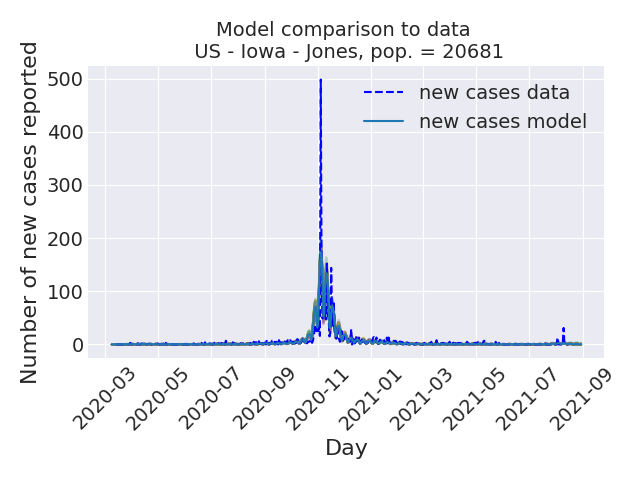 Model comparison to data
US - Iowa - Jones, pop. = 20681
Number of new cases reported
500
400
300
200
100
0
new cases data
new cases model
2020-03
2020-05
2020-07
2020-09
2020-11
2021-01
2021-03
2021-05
2021-07
2021-09
Day